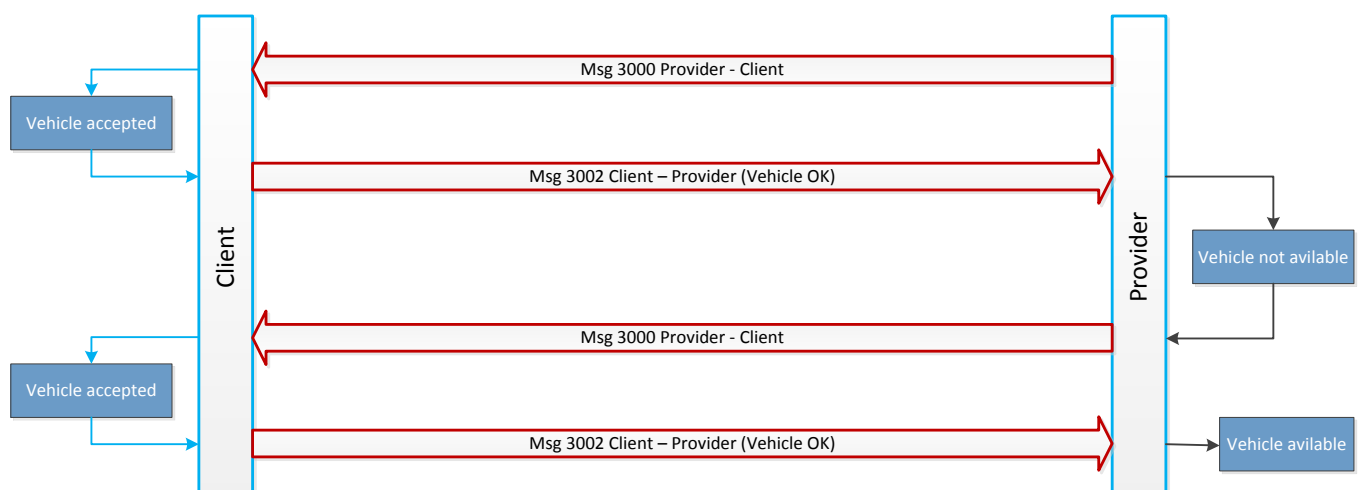 Msg 3000 Provider - Client
Vehicle accepted
Msg 3002 Client – Provider (Vehicle OK)
Client
Provider
Vehicle not avilable
Msg 3000 Provider - Client
Vehicle accepted
Msg 3002 Client – Provider (Vehicle OK)
Vehicle avilable